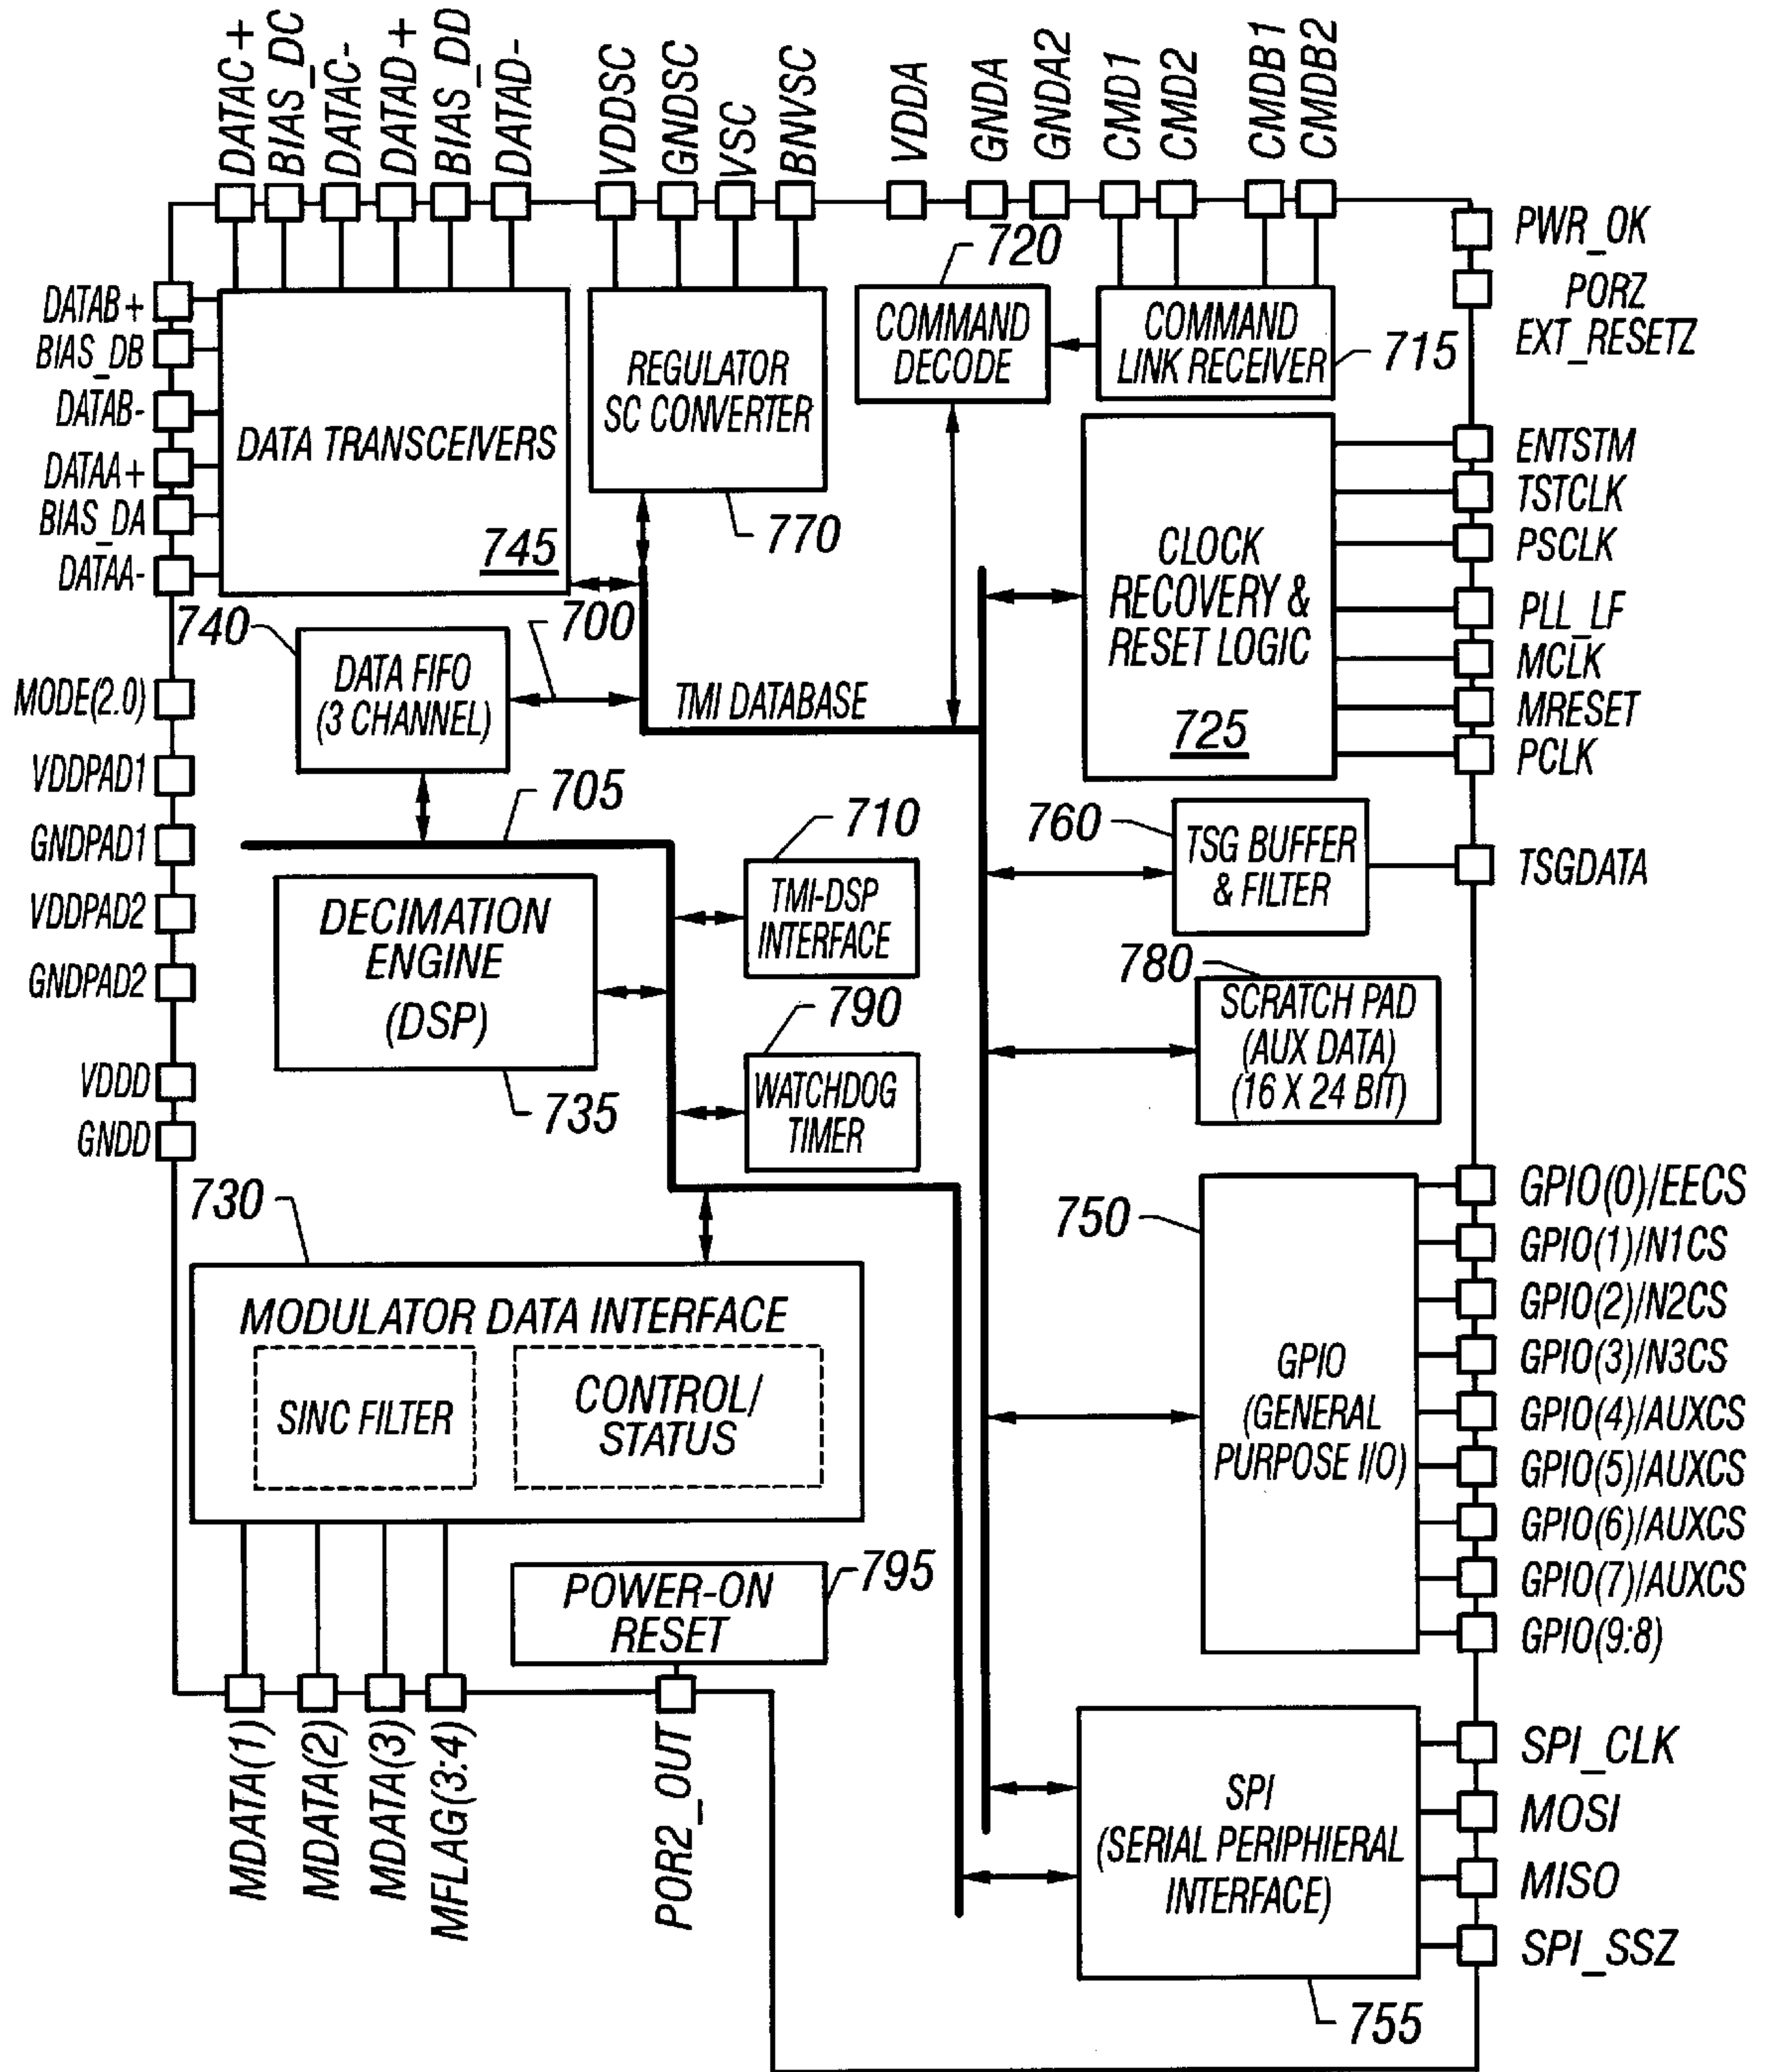 DATAC+
BIAS_DC
DATAC-
DATAD+
BIAS_DD
DATAD-
VDDSC
GNDSC
VSC
BNVSC
VDDA
GNDA
GNDA2
CMD1
CMD2
CMDB1
CMDB2
PWR_OK
PORZ
EXT_RESETZ
DATAB+
BIAS_DB
DATAB-
DATAA+
BIAS_DA
DATAA-
DATA TRANSCEIVERS
745
REGULATOR
SC CONVERTER
770
720
COMMAND
DECODE
COMMAND
LINK RECEIVER
715
CLOCK
RECOVERY &
RESET LOGIC
725
ENTSTM
TSTCLK
PSCLK
PLL_LF
MCLK
MRESET
PCLK
740
700
DATA FIFO
(3 CHANNEL)
TMI DATABASE
MODE(2.0)
VDDPAD1
GNDPAD1
VDDPAD2
GNDPAD2
VDDD
GNDD
705
710
TMI-DSP
INTERFACE
760
TSG BUFFER
& FILTER
TSGDATA
DECIMATION
ENGINE
(DSP)
735
790
WATCHDOG
TIMER
780
SCRATCH PAD
(AUX DATA)
(16 X 24 BIT)
730
MODULATOR DATA INTERFACE
SINC FILTER
CONTROL/
STATUS
750
GPIO
(GENERAL
PURPOSE I/O)
GPIO(0)/EECS
GPIO(1)/N1CS
GPIO(2)/N2CS
GPIO(3)/N3CS
GPIO(4)/AUXCS
GPIO(5)/AUXCS
GPIO(6)/AUXCS
GPIO(7)/AUXCS
GPIO(9:8)
POWER-ON
RESET
795
MDATA(1)
MDATA(2)
MDATA(3)
MFLAG(3:4)
POR2_OUT
SPI
(SERIAL PERIPHIERAL
INTERFACE)
755
SPI_CLK
MOSI
MISO
SPI_SSZ